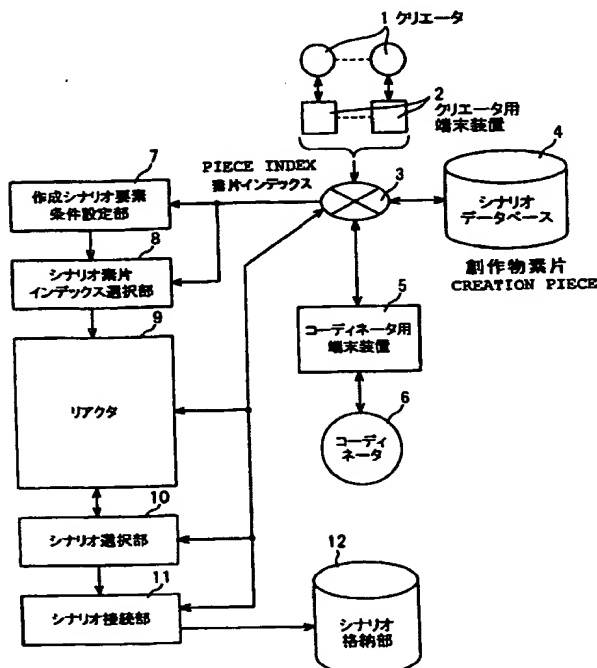 1 クリエータ
2
クリエータ用
端末装置
PIECE INDEX
素片インデックス
3
4
シナリオ
データベース
創作物素片
CREATION PIECE
5
コーディネータ用
端末装置
6
コーディ
ネータ
7
作成シナリオ要素
条件設定部
8
シナリオ素片
インデックス選択部
9
リアクタ
10
シナリオ選択部
11
シナリオ接続部
12
シナリオ
格納部